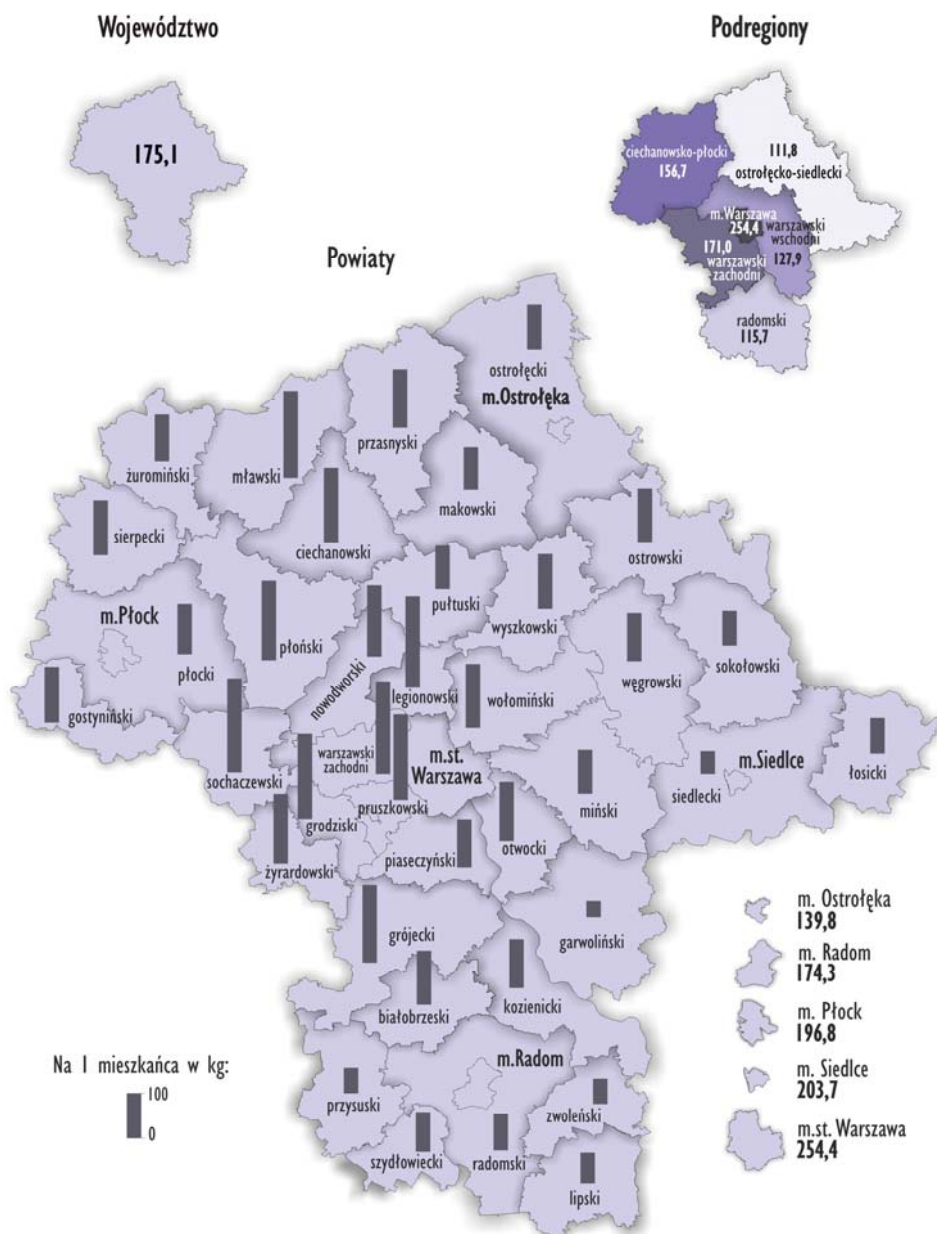 Województwo
Podregiony
175,1
ciechanowsko-płocki
156,7
111,8
ostrołęcko-siedlecki
m.Warszawa
254,4
warszawski
wschodni
127,9
171,0
warszawski
zachodni
radomski
115,7
Powiaty
ostrołęcki
m.Ostrołęka
przasnyski
żuromiński
mławski
makowski
sierpecki
ciechanowski
ostrowski
pułtuski
wyszkowski
m.Płock
płocki
płoński
nowodworski
legionowski
wołomiński
węgrowski
sokołowski
gostyniński
sochaczewski
warszawski
zachodni
m.st.
Warszawa
m.Siedlce
siedlecki
łosicki
pruszkowski
grodziski
miński
otwocki
żyrardowski
piaseczyński
grójecki
garwoliński
białobrzeski
kozienicki
m.Radom
przysuski
zwoleński
szydłowiecki
radomski
lipski
Na 1 mieszkańca w kg:
100
0
m. Ostrołęka
139,8
m. Radom
174,3
m. Płock
196,8
m. Siedlce
203,7
m.st. Warszawa
254,4